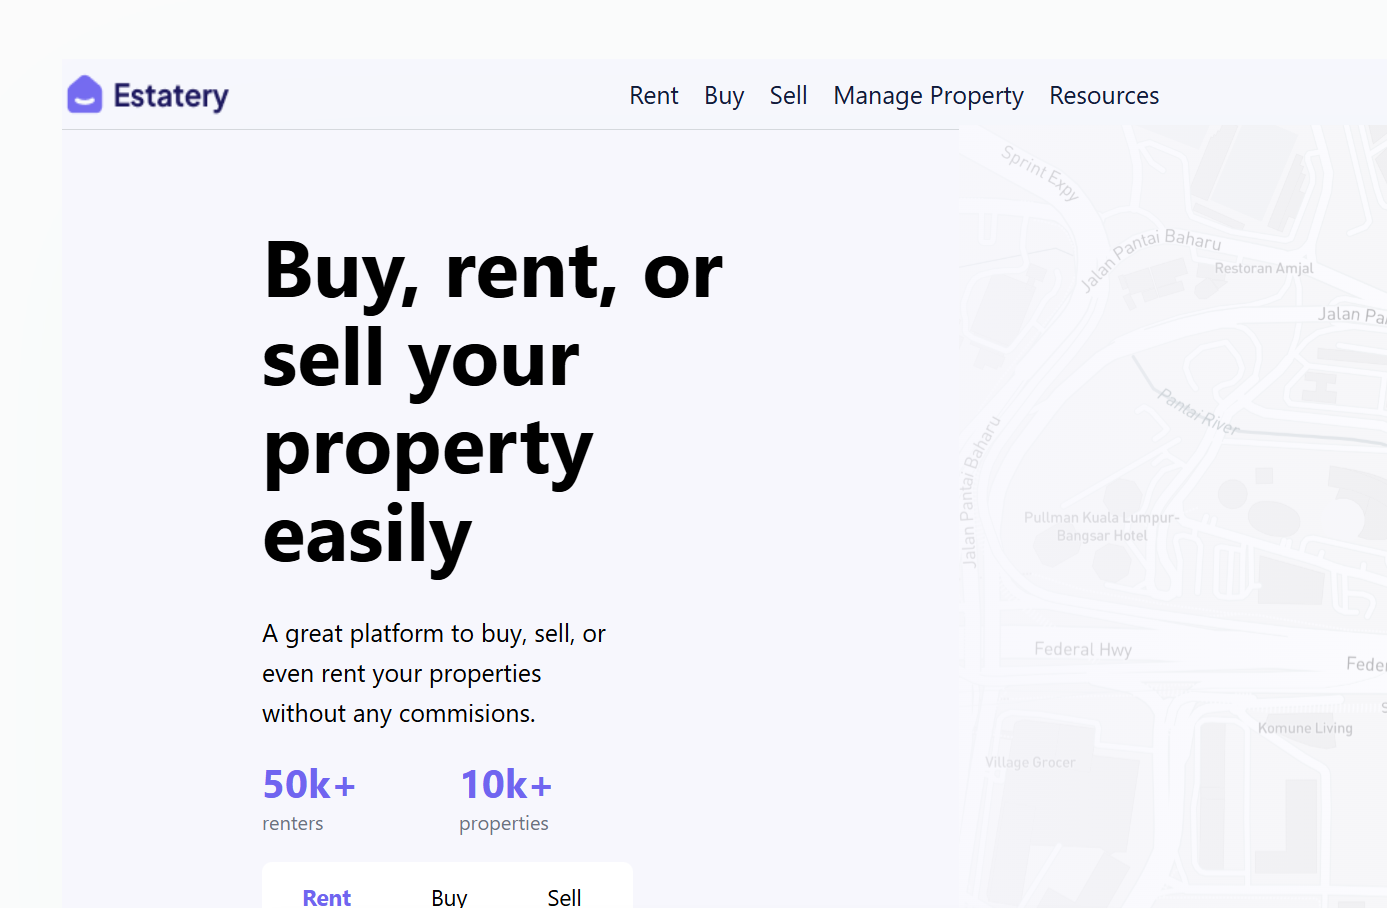 Estatery
Rent Buy Sell Manage Property Resources
Buy, rent, or
sell your
property
easily
A great platform to buy, sell, or
even rent your properties
without any commisions.
50k+ 10k+
renters properties
Rent Buy Sell
Sprint Expy
Jalan Pantai Baharu
Restoran Amjal
Jalan Pa
Pantai River
Jalan Pantai Baharu
Pullman Kuala Lumpur-
Bangsar Hotel
Federal Hwy
Feder
Komune Living
Village Grocer